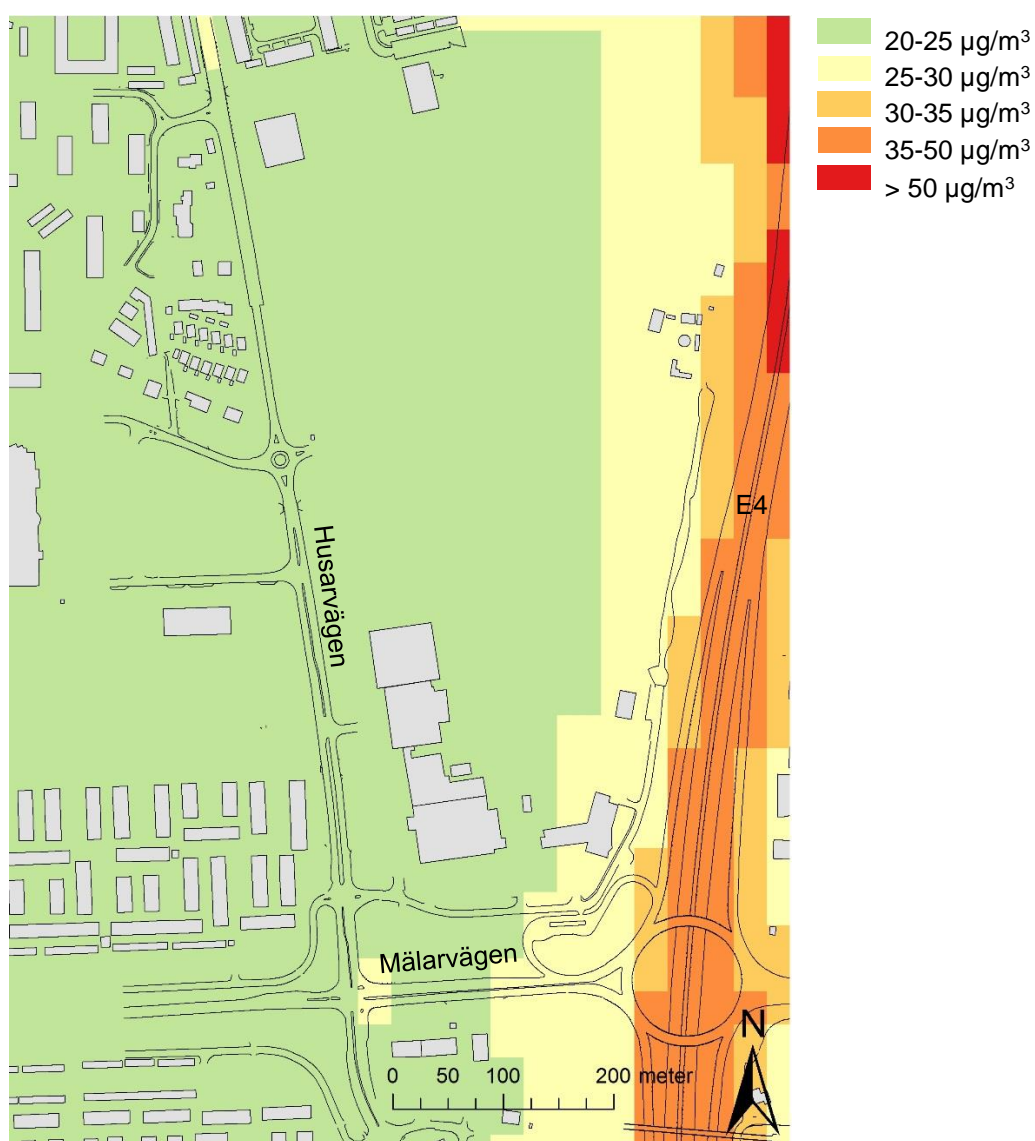 20-25 µg/m³
25-30 µg/m³
30-35 µg/m³
35-50 µg/m³
> 50 µg/m³
E4
Husarvägen
Mälarvägen
N
0 50 100 200 meter